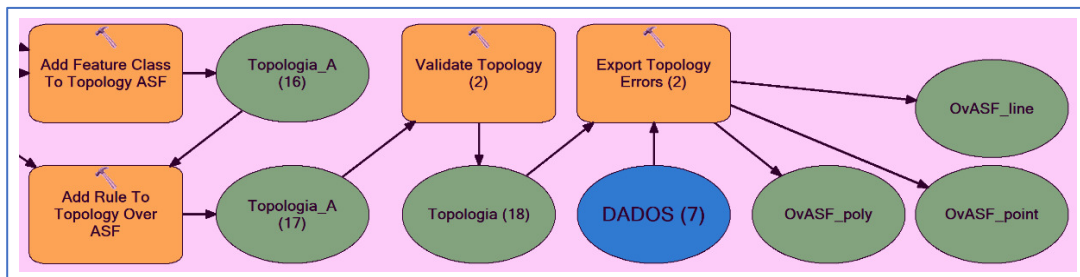 Add Feature Class
To Topology ASF
Topologia_A
(16)
Validate Topology
(2)
Export Topology
Errors (2)
OvASF_line
Add Rule To
Topology Over
ASF
Topologia_A
(17)
Topologia (18)
DADOS (7)
OvASF_poly
OvASF_point